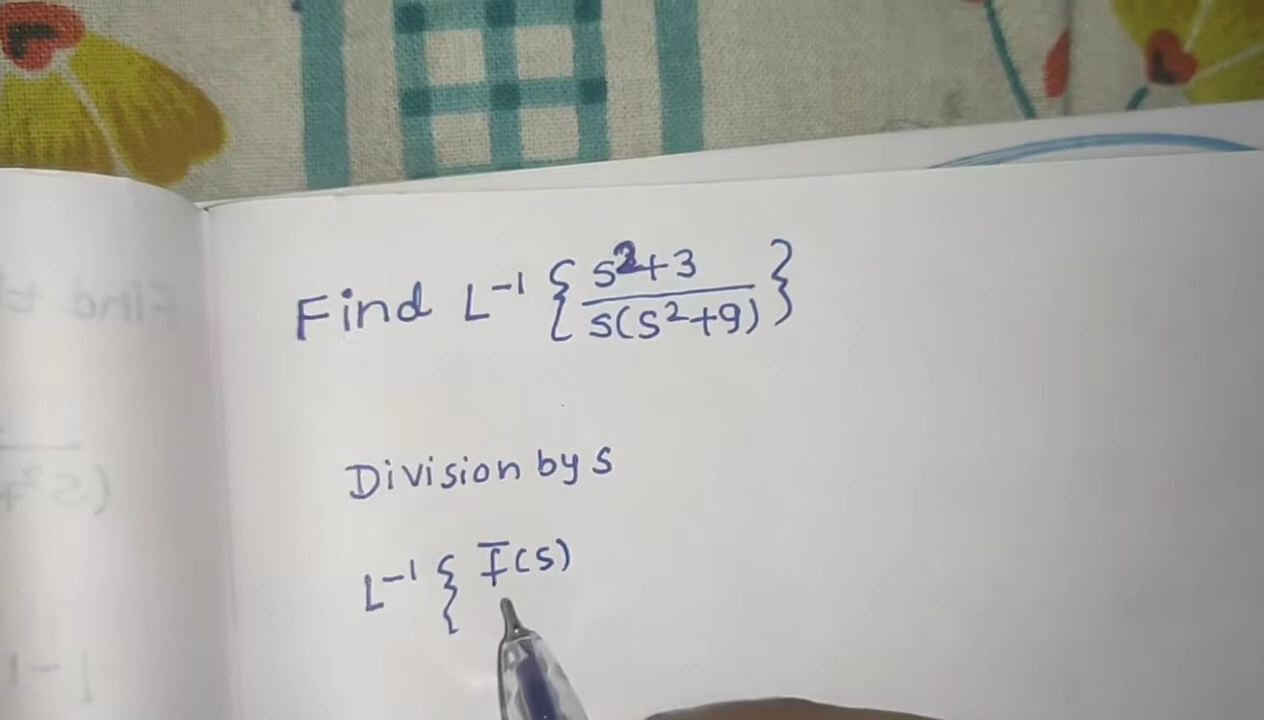 Find L⁻¹ { s²+3 / s(s²+9) }
Division by s
L⁻¹ { f̄(s)